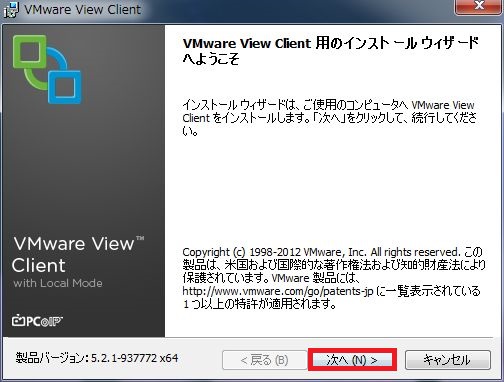 VMware View Client
VMware View Client 用のインストール ウィザード
へようこそ
インストール ウィザードは、ご使用のコンピュータへ VMware View
Client をインストールします。「次へ」をクリックして、続行してくださ
い。
VMware View™
Client
with Local Mode
PCoIP
Copyright (c) 1998-2012 VMware, Inc. All rights reserved. この
製品は、米国および国際的な著作権法および知的財産法により
保護されています。VMware 製品には、
http://www.vmware.com/go/patents-jp に一覧表示されている
1 つ以上の特許が適用されます。
製品バージョン: 5.2.1-937772 x64
< 戻る (B)
次へ (N) >
キャンセル